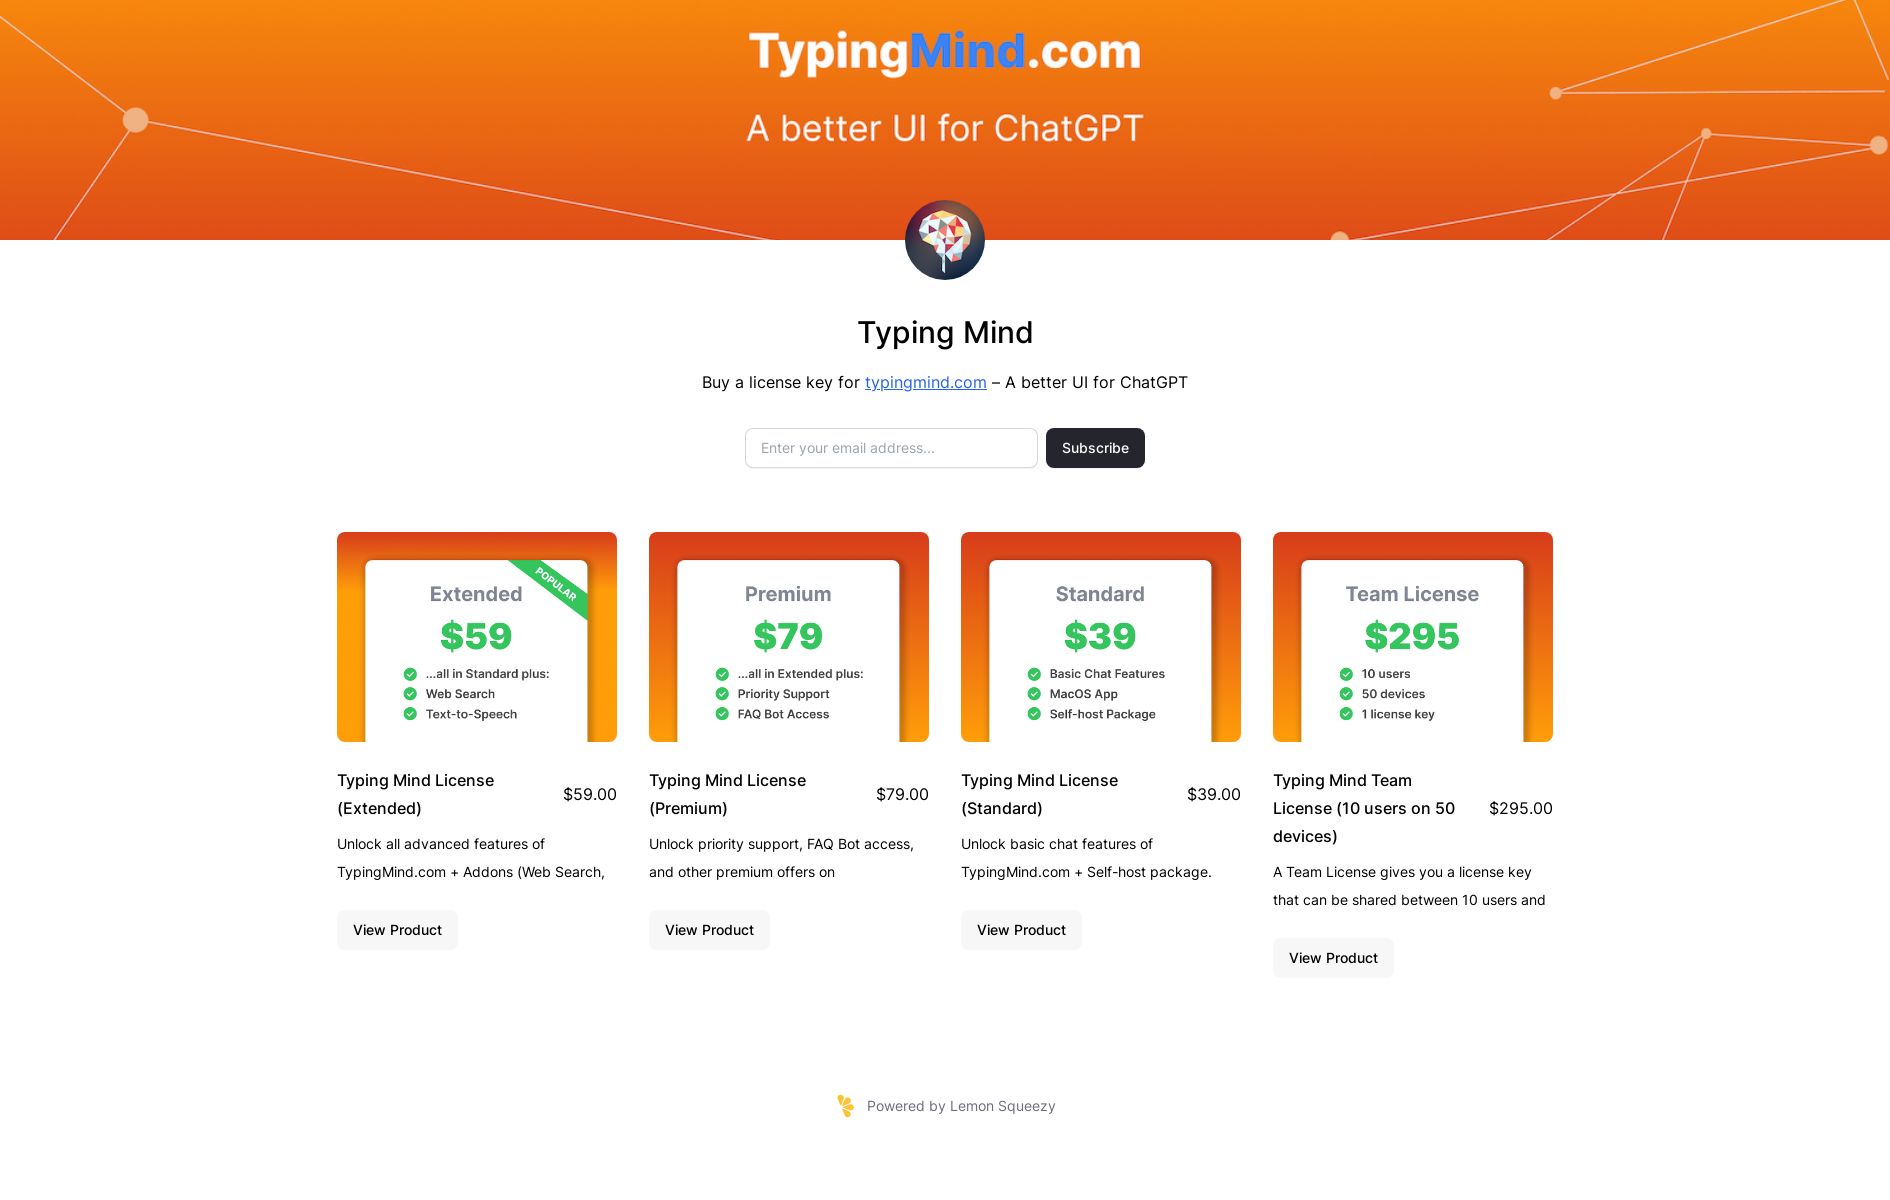 TypingMind.com
A better UI for ChatGPT
Typing Mind
Buy a license key for typingmind.com – A better UI for ChatGPT
Enter your email address...
Subscribe
POPULAR
Extended
$59
...all in Standard plus:
Web Search
Text-to-Speech
Typing Mind License
(Extended)
$59.00
Unlock all advanced features of
TypingMind.com + Addons (Web Search,
View Product
Premium
$79
...all in Extended plus:
Priority Support
FAQ Bot Access
Typing Mind License
(Premium)
$79.00
Unlock priority support, FAQ Bot access,
and other premium offers on
View Product
Standard
$39
Basic Chat Features
MacOS App
Self-host Package
Typing Mind License
(Standard)
$39.00
Unlock basic chat features of
TypingMind.com + Self-host package.
View Product
Team License
$295
10 users
50 devices
1 license key
Typing Mind Team
License (10 users on 50
devices)
$295.00
A Team License gives you a license key
that can be shared between 10 users and
View Product
Powered by Lemon Squeezy